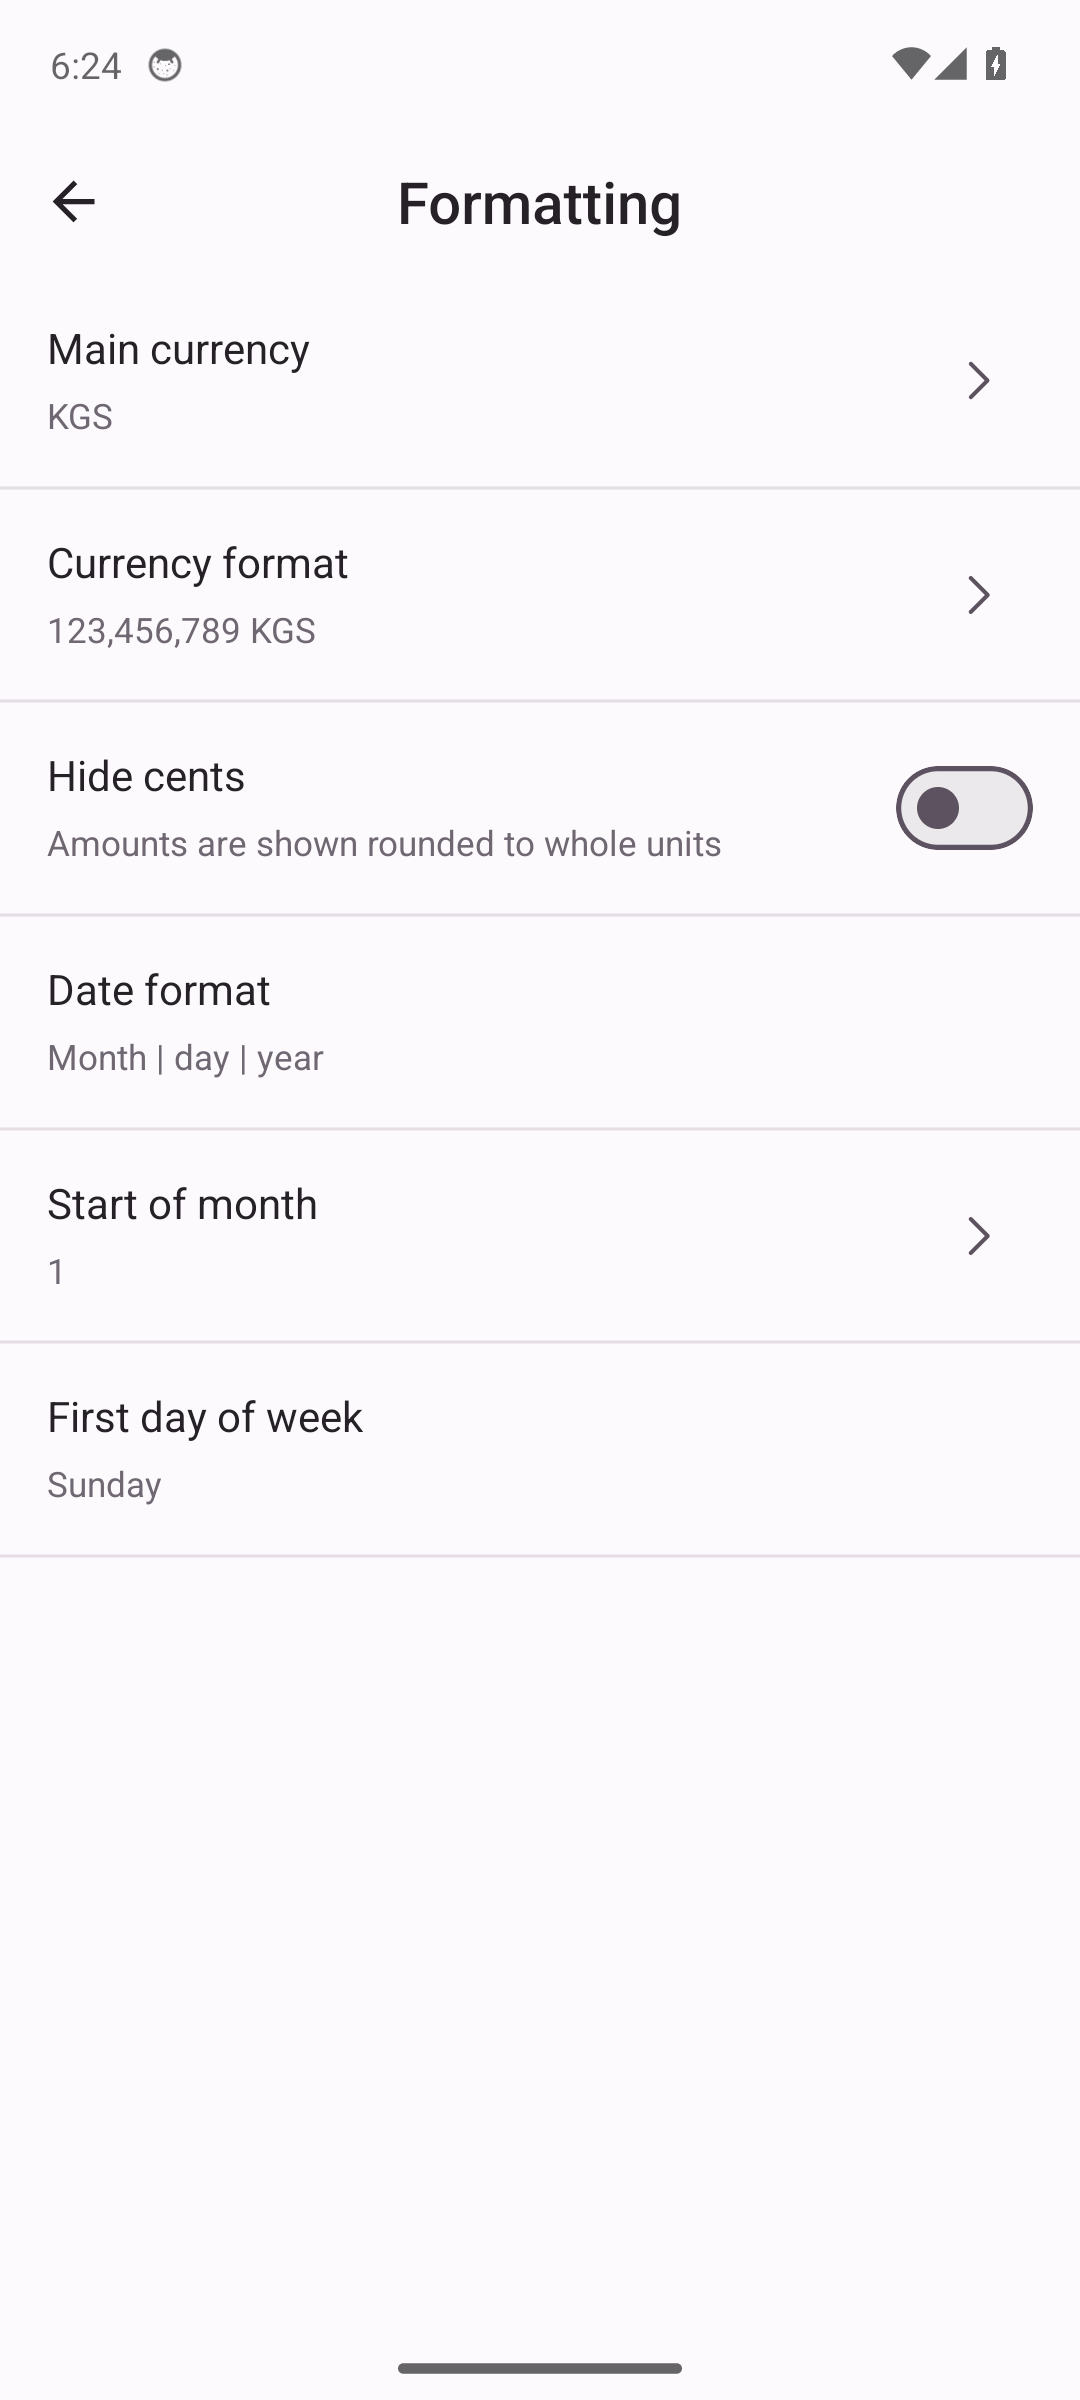 6:24
Formatting
Main currency
KGS
Currency format
123,456,789 KGS
Hide cents
Amounts are shown rounded to whole units
Date format
Month | day | year
Start of month
1
First day of week
Sunday